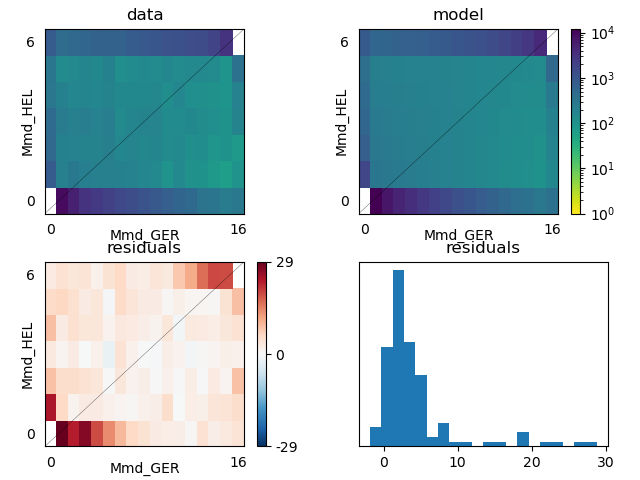 data
model
6
Mmd_HEL
0
0
Mmd_GER
16
6
Mmd_HEL
0
0
Mmd_GER
16
10⁴
10³
10²
10¹
10⁰
residuals
residuals
6
Mmd_HEL
0
0
Mmd_GER
16
29
0
-29
0
10
20
30